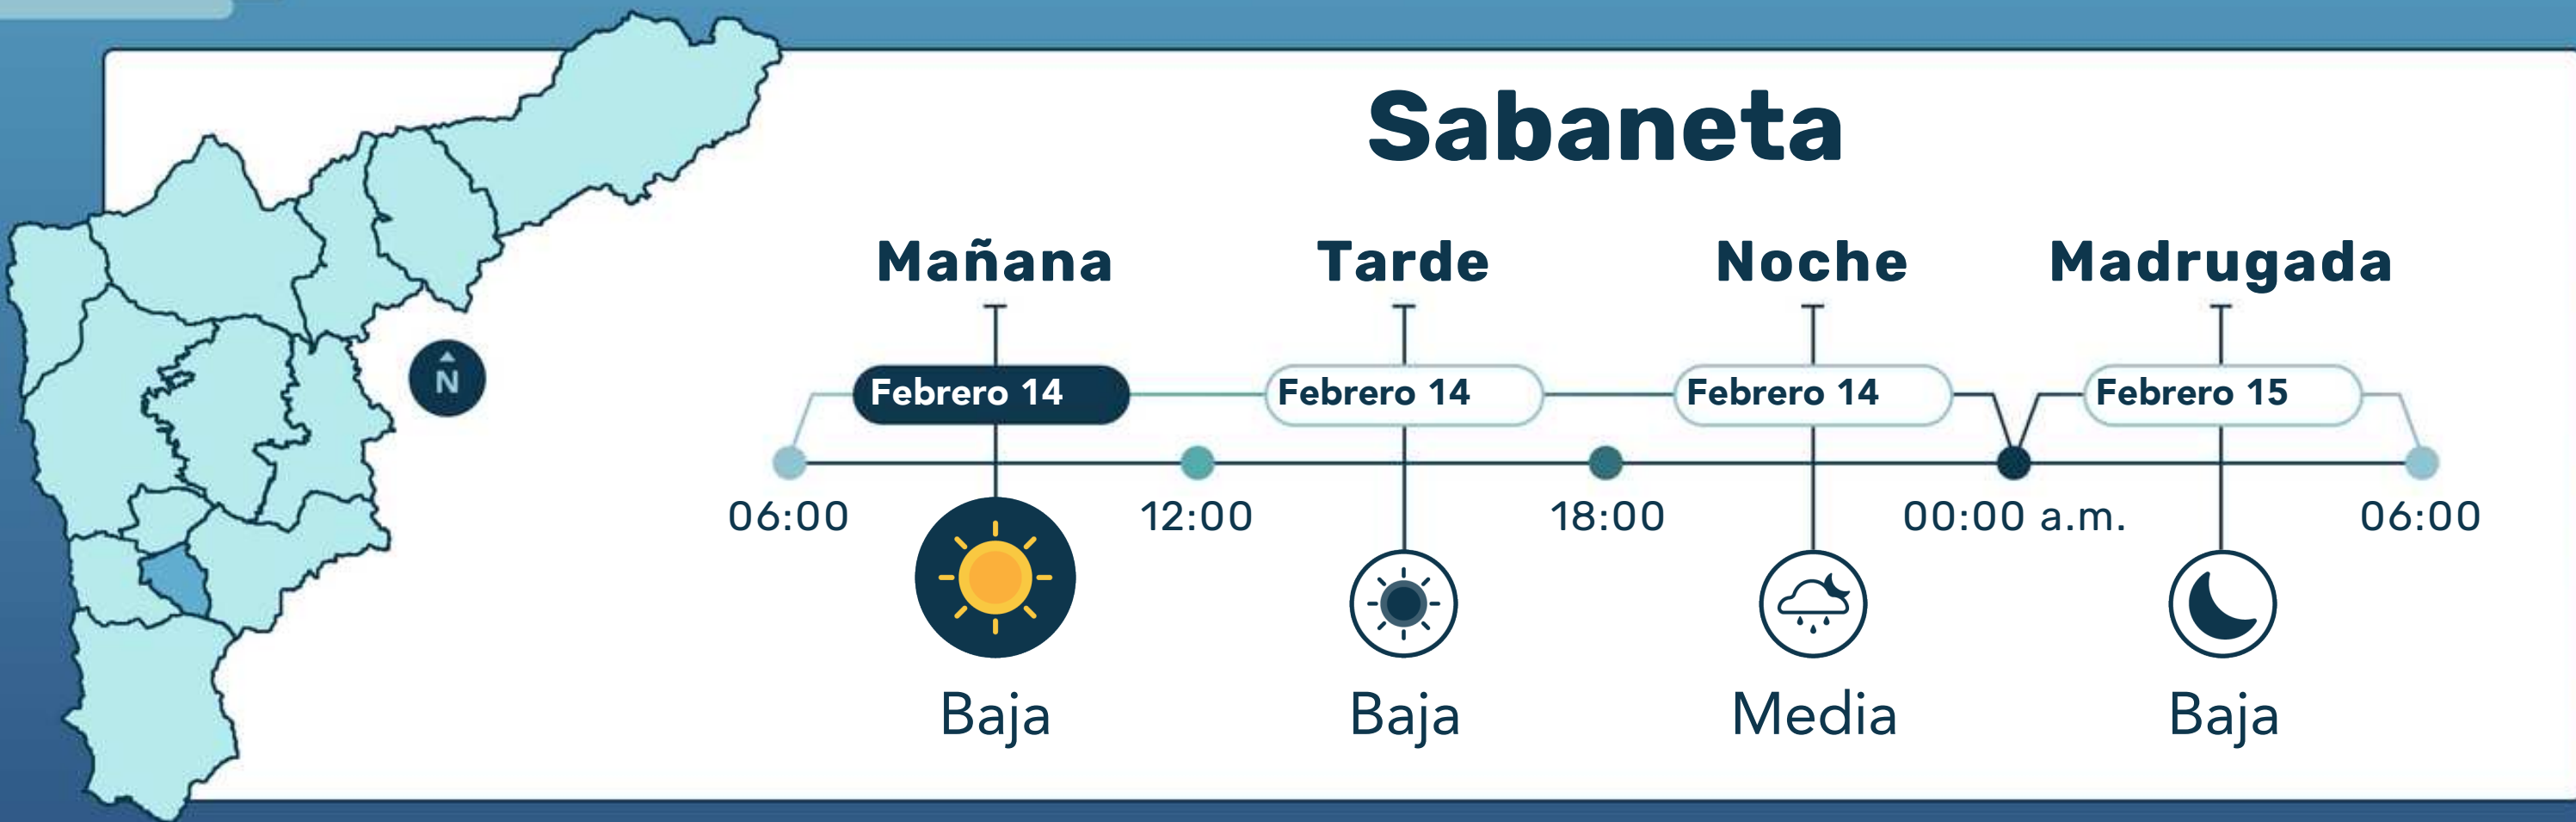 Sabaneta
Mañana
Tarde
Noche
Madrugada
Febrero 14
Febrero 14
Febrero 14
Febrero 15
N
06:00
12:00
18:00
00:00 a.m.
06:00
Baja
Baja
Media
Baja